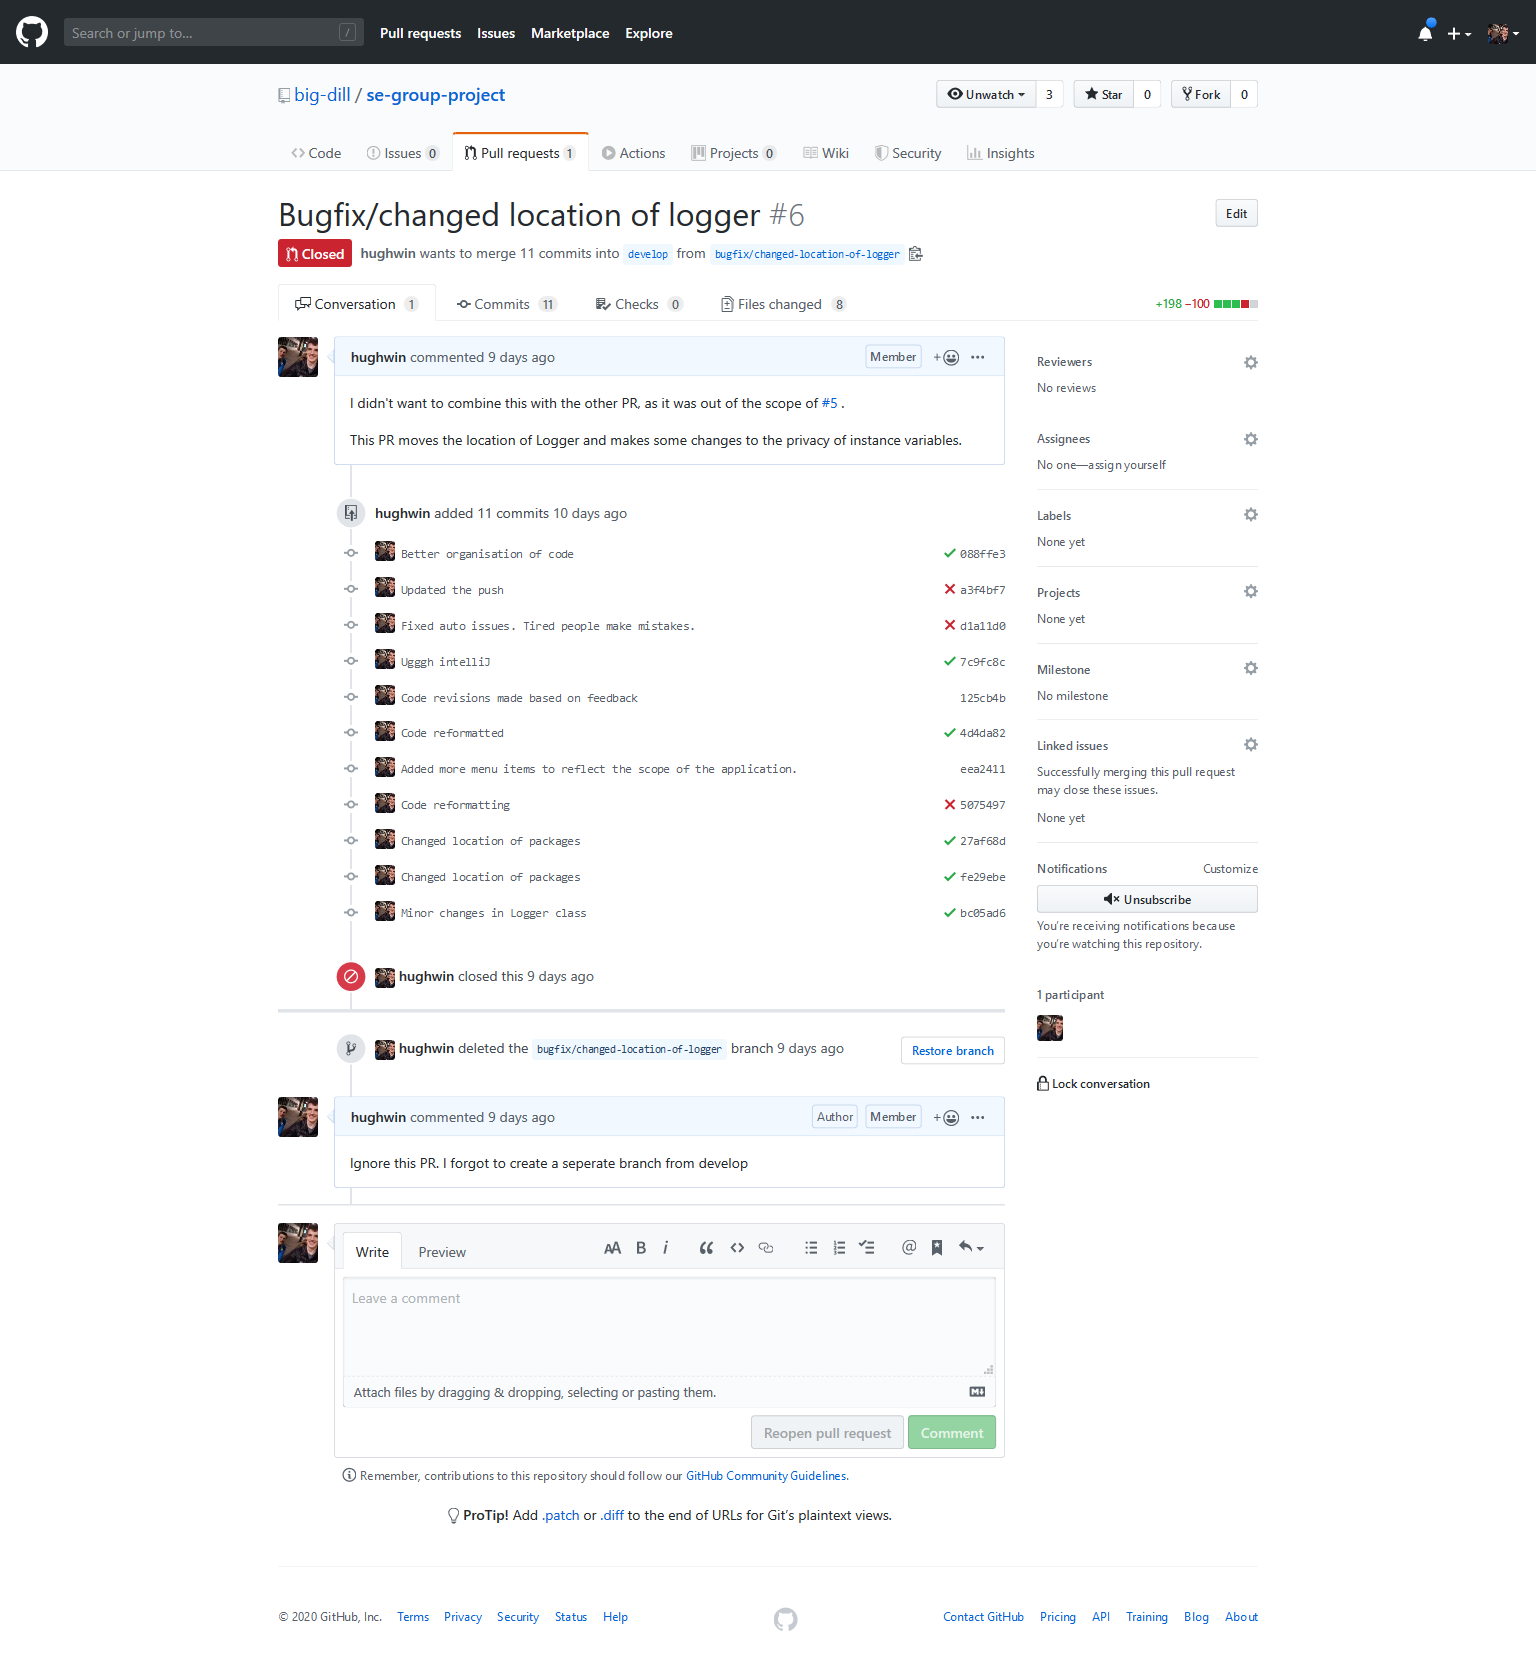 Search or jump to... /
Pull requests Issues Marketplace Explore
big-dill / se-group-project
Unwatch 3 Star 0 Fork 0
Code Issues 0 Pull requests 1 Actions Projects 0 Wiki Security Insights
Bugfix/changed location of logger #6
Edit
Closed hughwin wants to merge 11 commits into develop from bugfix/changed-location-of-logger
Conversation 1 Commits 11 Checks 0 Files changed 8
+198 −100
hughwin commented 9 days ago Member
I didn't want to combine this with the other PR, as it was out of the scope of #5 .
This PR moves the location of Logger and makes some changes to the privacy of instance variables.
hughwin added 11 commits 10 days ago
Better organisation of code 088ffe3
Updated the push a3f4bf7
Fixed auto issues. Tired people make mistakes. d1a11d0
Ugggh intelliJ 7c9fc8c
Code revisions made based on feedback 125cb4b
Code reformatted 4d4da82
Added more menu items to reflect the scope of the application. eea2411
Code reformatting 5075497
Changed location of packages 27af68d
Changed location of packages fe29ebe
Minor changes in Logger class bc05ad6
hughwin closed this 9 days ago
hughwin deleted the bugfix/changed-location-of-logger branch 9 days ago
Restore branch
hughwin commented 9 days ago Author Member
Ignore this PR. I forgot to create a seperate branch from develop
Write Preview
AA B i
Leave a comment
Attach files by dragging & dropping, selecting or pasting them.
Reopen pull request Comment
Remember, contributions to this repository should follow our GitHub Community Guidelines.
ProTip! Add .patch or .diff to the end of URLs for Git's plaintext views.
Reviewers
No reviews
Assignees
No one—assign yourself
Labels
None yet
Projects
None yet
Milestone
No milestone
Linked issues
Successfully merging this pull request
may close these issues.
None yet
Notifications Customize
Unsubscribe
You're receiving notifications because
you're watching this repository.
1 participant
Lock conversation
© 2020 GitHub, Inc. Terms Privacy Security Status Help
Contact GitHub Pricing API Training Blog About